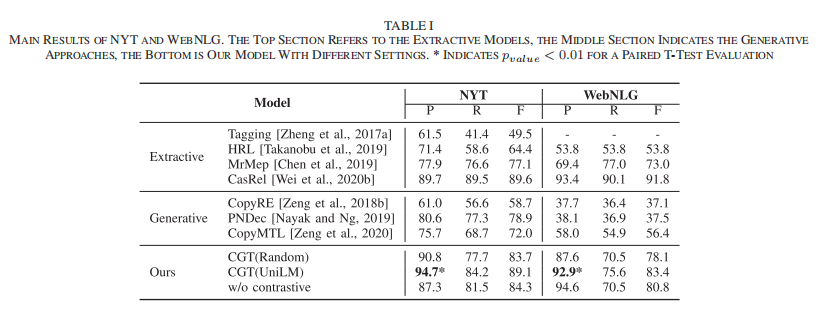 TABLE I
MAIN RESULTS OF NYT AND WEBNLG. THE TOP SECTION REFERS TO THE EXTRACTIVE MODELS, THE MIDDLE SECTION INDICATES THE GENERATIVE
APPROACHES, THE BOTTOM IS OUR MODEL WITH DIFFERENT SETTINGS. * INDICATES p_value < 0.01 FOR A PAIRED T-TEST EVALUATION
Model NYT WebNLG
P R F P R F
Tagging [Zheng et al., 2017a] 61.5 41.4 49.5 - - -
Extractive HRL [Takanobu et al., 2019] 71.4 58.6 64.4 53.8 53.8 53.8
MrMep [Chen et al., 2019] 77.9 76.6 77.1 69.4 77.0 73.0
CasRel [Wei et al., 2020b] 89.7 89.5 89.6 93.4 90.1 91.8
CopyRE [Zeng et al., 2018b] 61.0 56.6 58.7 37.7 36.4 37.1
Generative PNDec [Nayak and Ng, 2019] 80.6 77.3 78.9 38.1 36.9 37.5
CopyMTL [Zeng et al., 2020] 75.7 68.7 72.0 58.0 54.9 56.4
CGT(Random) 90.8 77.7 83.7 87.6 70.5 78.1
Ours CGT(UniLM) 94.7* 84.2 89.1 92.9* 75.6 83.4
w/o contrastive 87.3 81.5 84.3 94.6 70.5 80.8